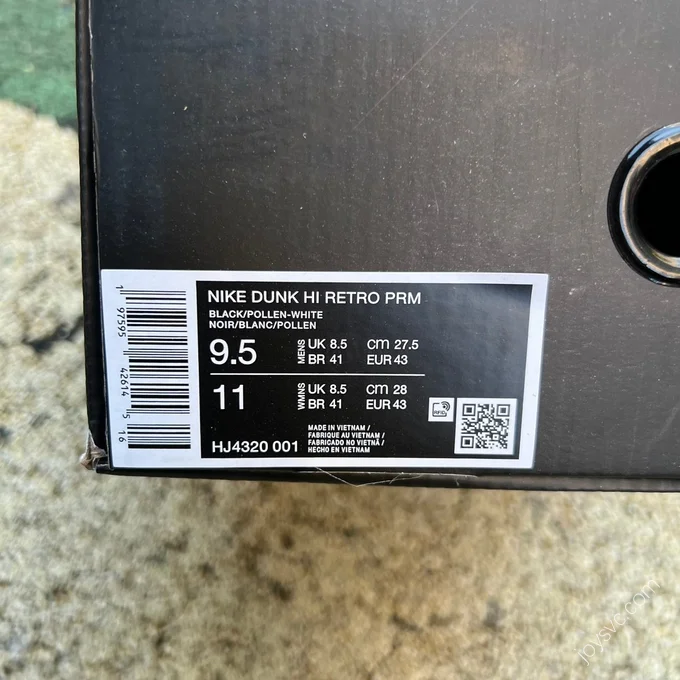 NIKE DUNK HI RETRO PRM
BLACK/POLLEN-WHITE
NOIR/BLANC/POLLEN
9.5 MENS UK 8.5 CM 27.5
BR 41 EUR 43
11 WMNS UK 8.5 CM 28
BR 41 EUR 43
HJ4320 001
MADE IN VIETNAM /
FABRIQUE AU VIETNAM /
FABRICADO NO VIETNÃ /
HECHO EN VIETNAM
RFID
1 97595 42614 5 16
joysvc.com